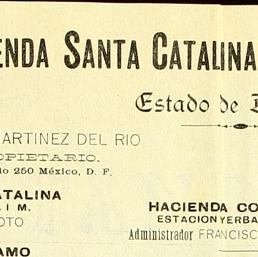 ENDA SANTA CATALINA
Estado de
ARTINEZ DEL RIO
OPIETARIO.
o 250 México, D. F.
ATALINA
I M.
OTO
HACIENDA CO
ESTACION YERBA
Administrador FRANCISC
AMO